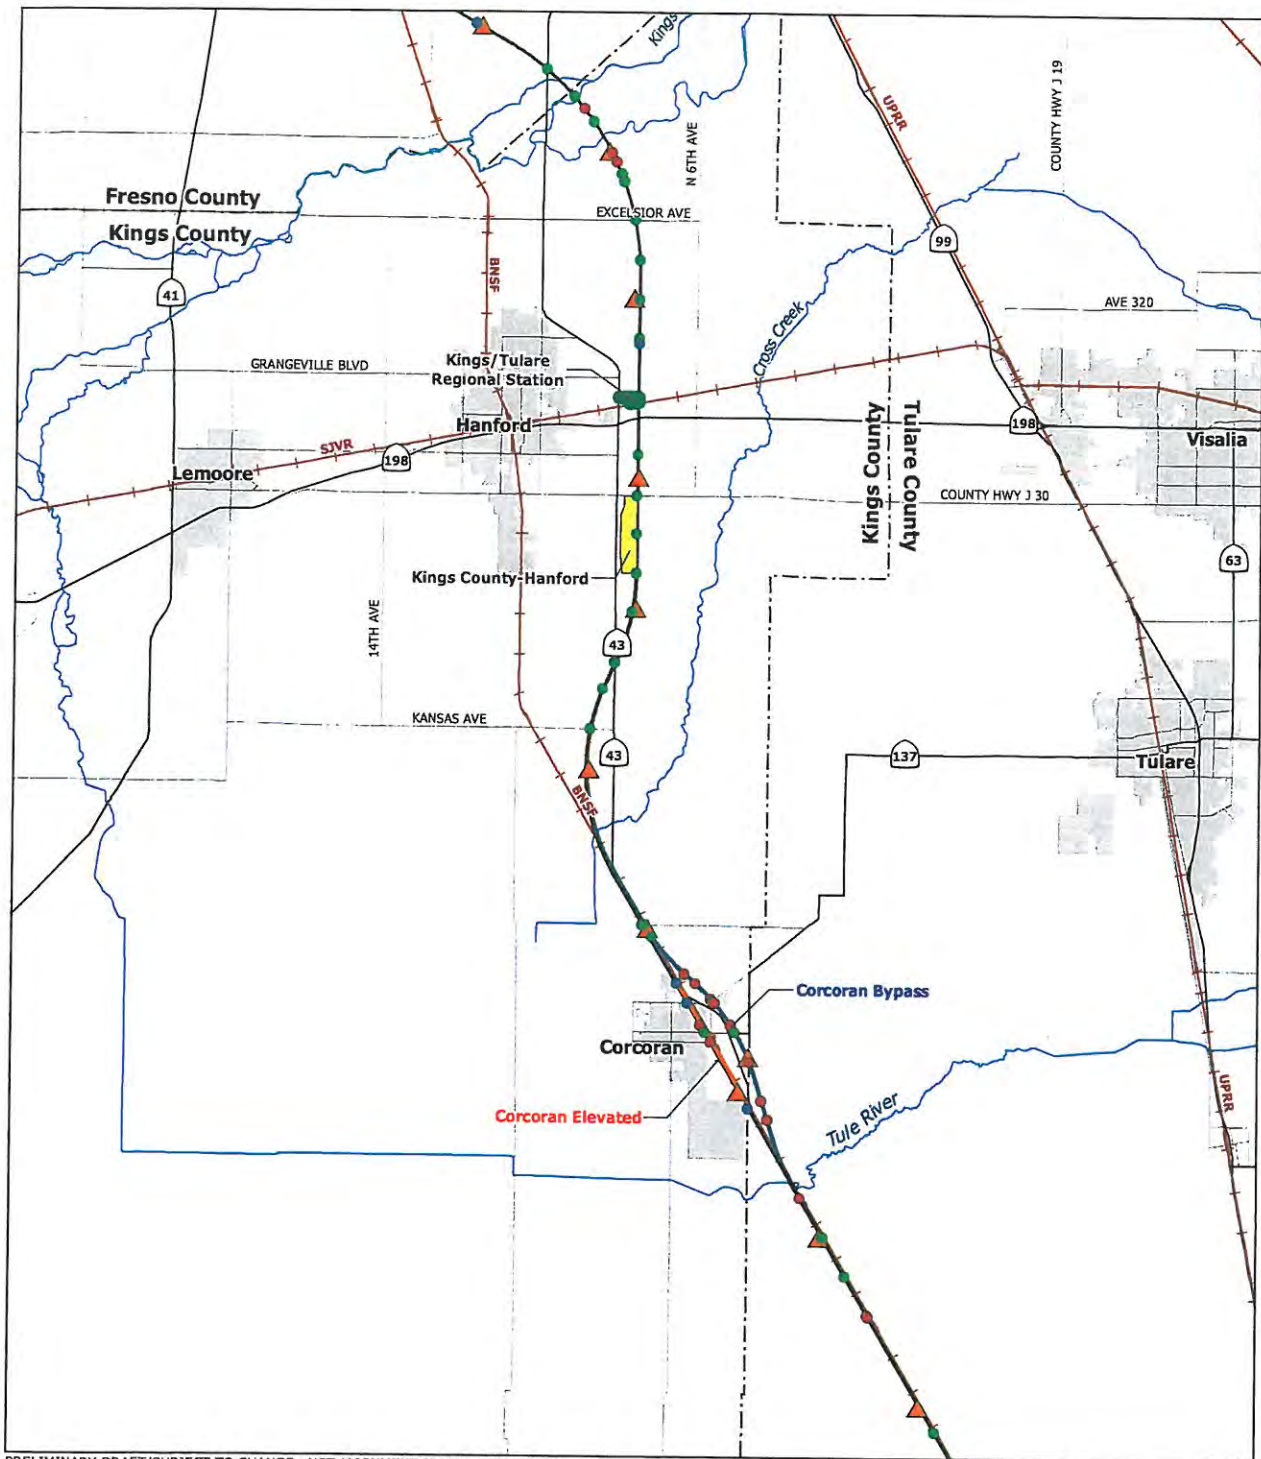 Kings
UPRR
COUNTY HWY J 19
N 6TH AVE
Fresno County
Kings County
EXCELSIOR AVE
99
BNSF
41
AVE 320
Cross Creek
Kings/Tulare
Regional Station
GRANGEVILLE BLVD
Hanford
198
Visalia
SJVR
198
Lemoore
Kings County
Tulare County
COUNTY HWY J 30
63
Kings County-Hanford
14TH AVE
43
KANSAS AVE
43
137
Tulare
BNSF
Corcoran Bypass
Corcoran
Corcoran Elevated
Tule River
UPRR